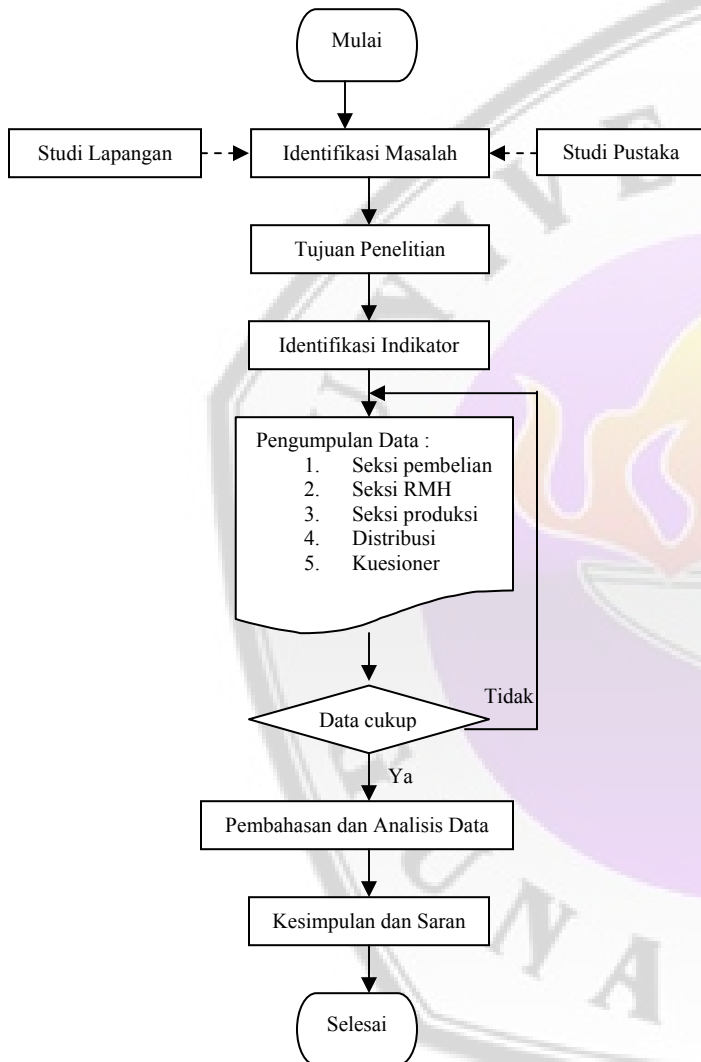 Mulai
Studi Lapangan
Identifikasi Masalah
Studi Pustaka
Tujuan Penelitian
Identifikasi Indikator
Pengumpulan Data :
1. Seksi pembelian
2. Seksi RMH
3. Seksi produksi
4. Distribusi
5. Kuesioner
Tidak
Data cukup
Ya
Pembahasan dan Analisis Data
Kesimpulan dan Saran
Selesai